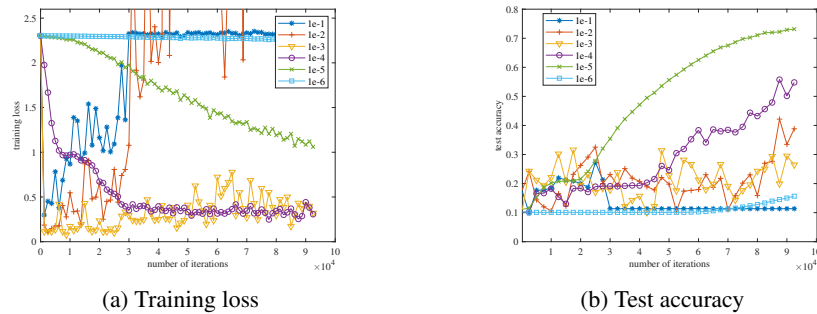 2.5
2
1.5
1
0.5
0
training loss
0 1 2 3 4 5 6 7 8 9 10
number of iterations
×10⁴
1e-1
1e-2
1e-3
1e-4
1e-5
1e-6
(a) Training loss
0.8
0.7
0.6
0.5
0.4
0.3
0.2
0.1
0
test accuracy
1 2 3 4 5 6 7 8 9 10
number of iterations
×10⁴
1e-1
1e-2
1e-3
1e-4
1e-5
1e-6
(b) Test accuracy